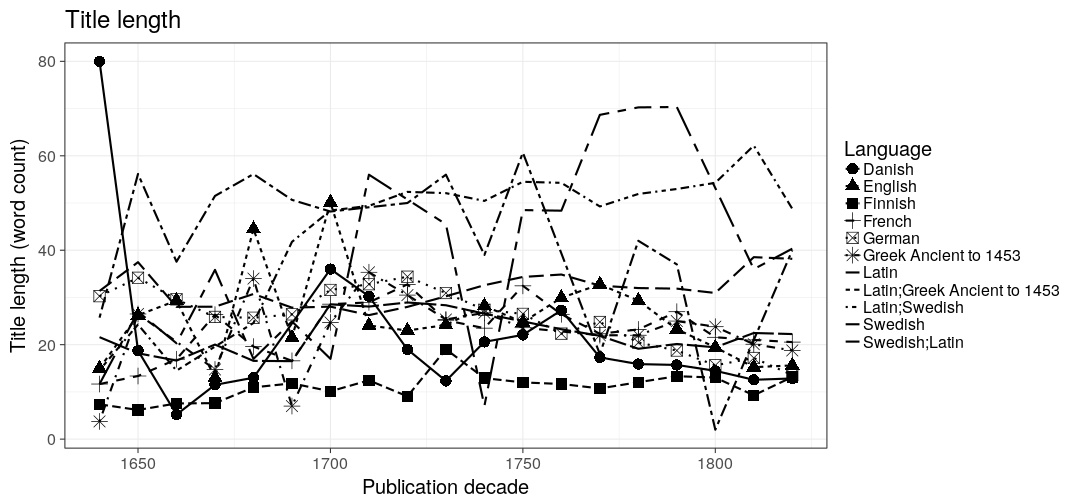 Title length
Title length (word count)
80
60
40
20
0
1650
1700
1750
1800
Publication decade
Language
Danish
English
Finnish
French
German
Greek Ancient to 1453
Latin
Latin;Greek Ancient to 1453
Latin;Swedish
Swedish
Swedish;Latin